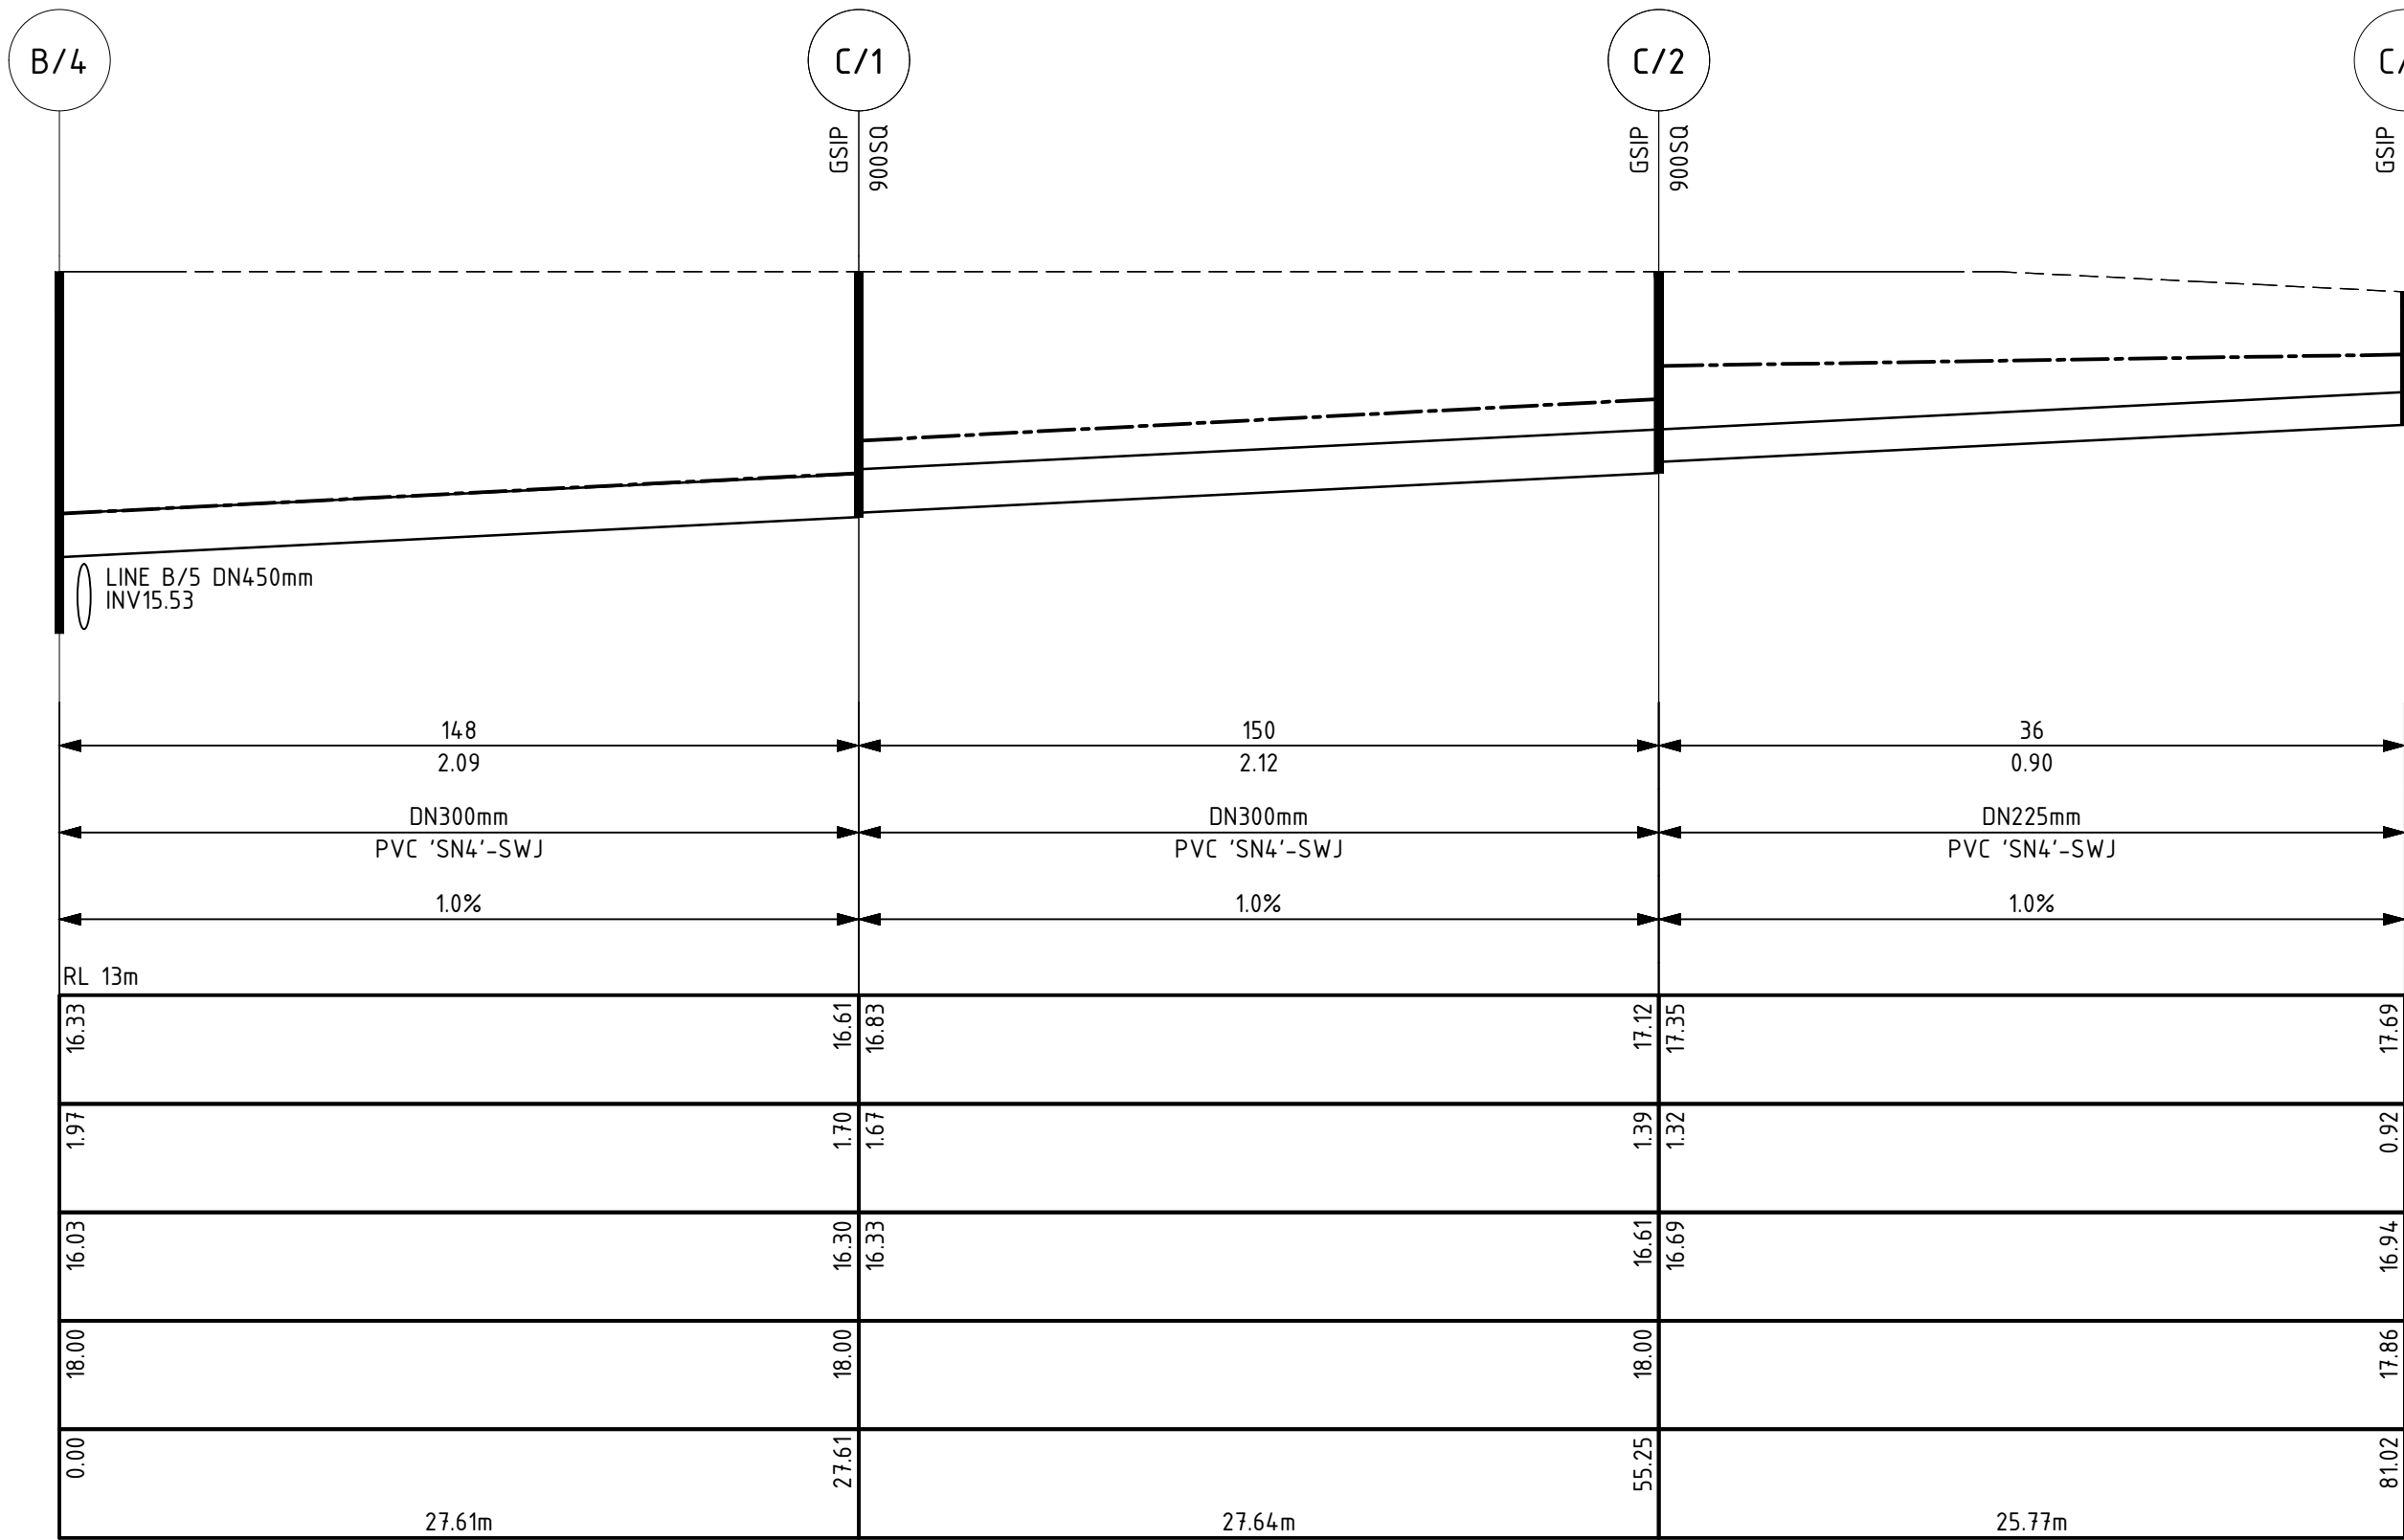 B/4
C/1
C/2
C/
GSIP
900SQ
GSIP
900SQ
GSIP
LINE B/5 DN450mm
INV15.53
148
150
36
2.09
2.12
0.90
DN300mm
DN300mm
DN225mm
PVC 'SN4'-SWJ
PVC 'SN4'-SWJ
PVC 'SN4'-SWJ
1.0%
1.0%
1.0%
RL 13m
16.33
16.61
16.83
17.12
17.35
17.69
1.97
1.70
1.67
1.39
1.32
0.92
16.03
16.30
16.33
16.61
16.69
16.94
18.00
18.00
18.00
17.86
0.00
27.61
55.25
81.02
27.61m
27.64m
25.77m